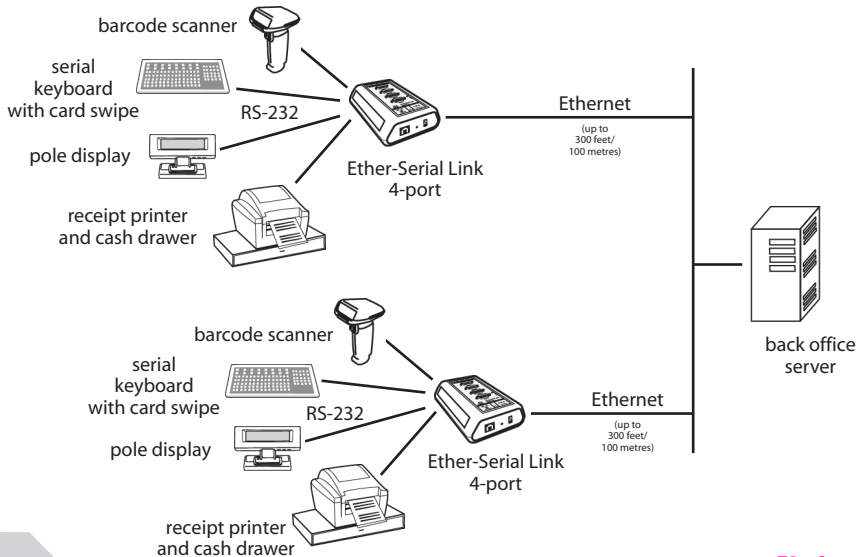 barcode scanner
serial
keyboard
with card swipe
RS-232
pole display
receipt printer
and cash drawer
Ether-Serial Link
4-port
Ethernet
(up to
300 feet/
100 metres)
back office
server
barcode scanner
serial
keyboard
with card swipe
RS-232
pole display
receipt printer
and cash drawer
Ether-Serial Link
4-port
Ethernet
(up to
300 feet/
100 metres)